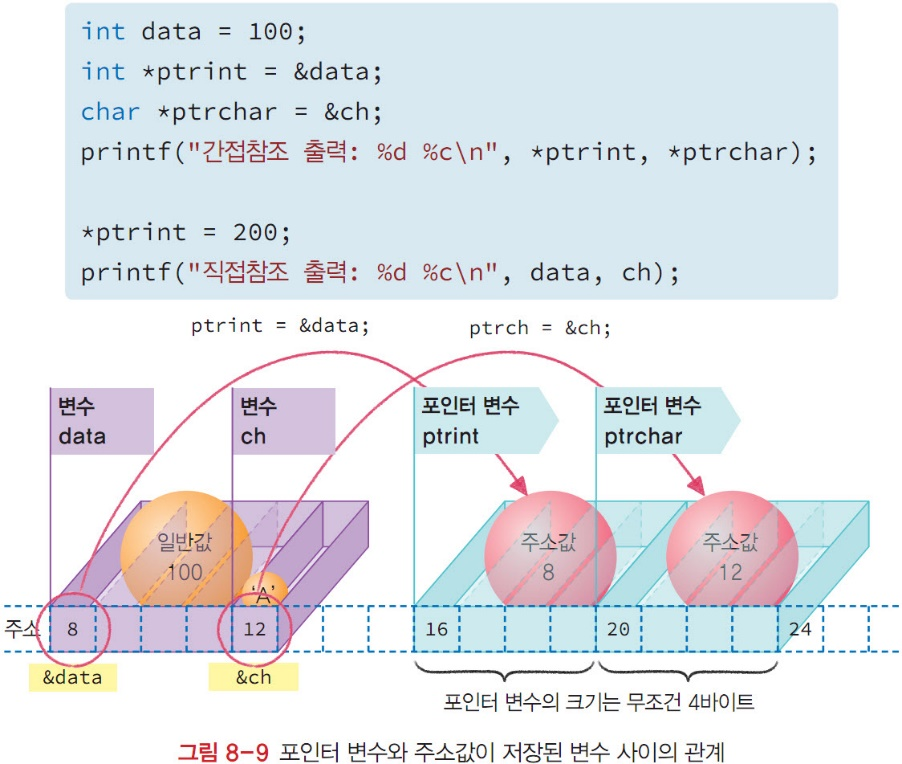 int data = 100;
int *ptrint = &data;
char *ptrchar = &ch;
printf("간접참조 출력: %d %c\n", *ptrint, *ptrchar);
*ptrint = 200;
printf("직접참조 출력: %d %c\n", data, ch);
ptrint = &data;
ptrch = &ch;
변수
data
변수
ch
포인터 변수
ptrint
포인터 변수
ptrchar
일반값
100
'A'
주소값
8
주소값
12
주소
8
12
16
20
24
&data
&ch
포인터 변수의 크기는 무조건 4바이트
그림 8-9 포인터 변수와 주소값이 저장된 변수 사이의 관계